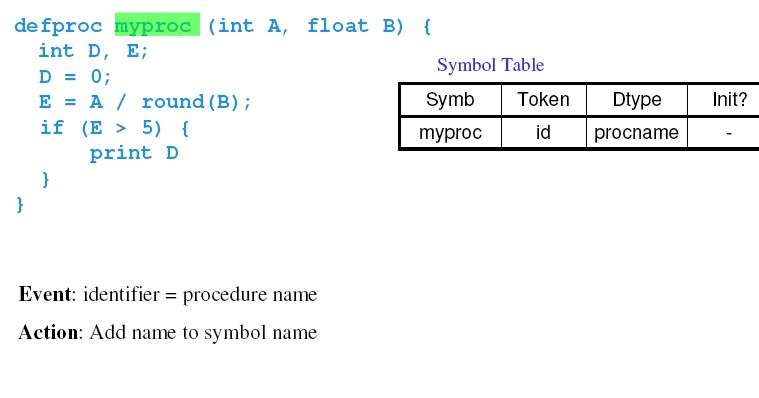 defproc myproc (int A, float B) {
int D, E;
D = 0;
E = A / round(B);
if (E > 5) {
print D
}
}
Symbol Table
Symb Token Dtype Init?
myproc id procname -
Event: identifier = procedure name
Action: Add name to symbol name